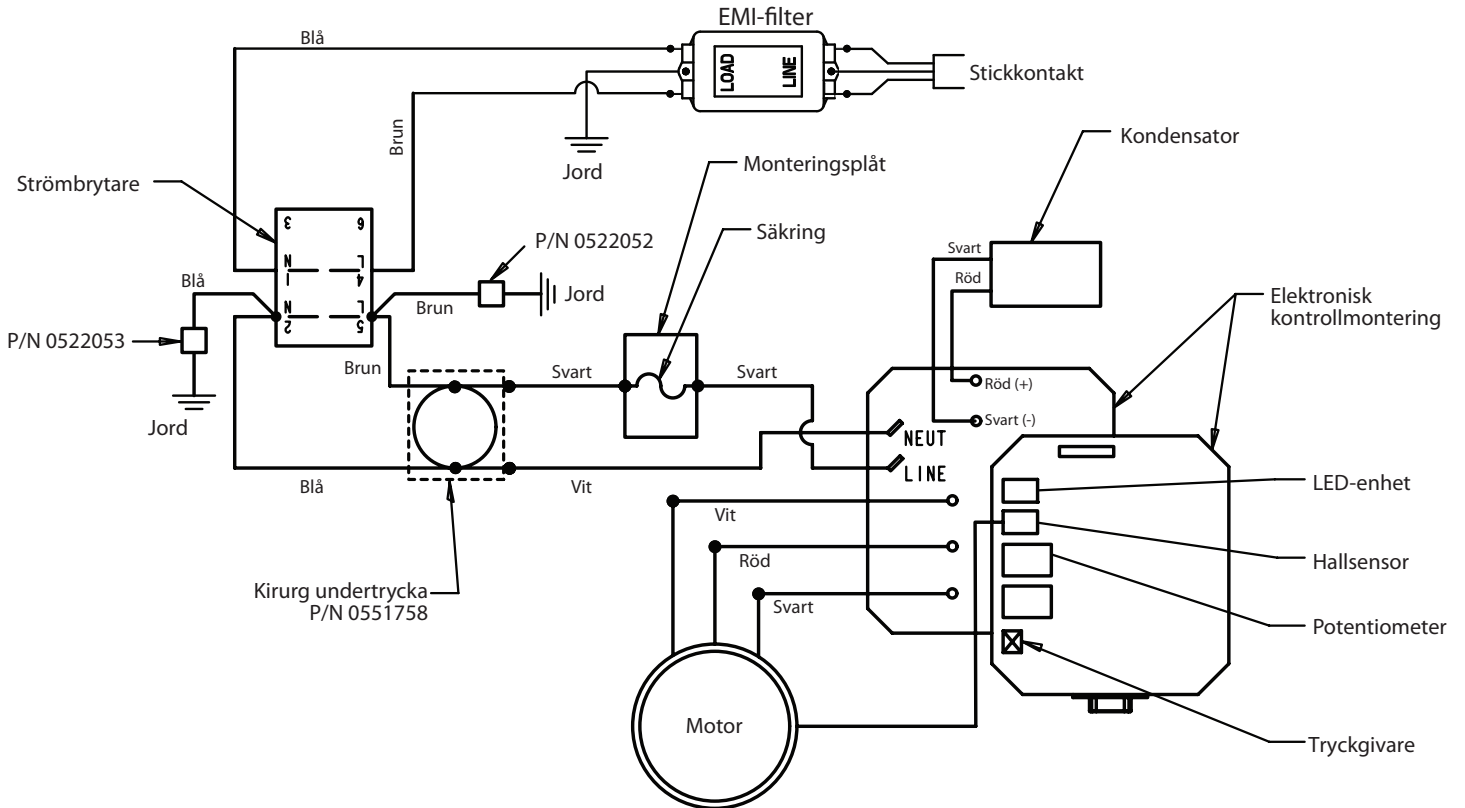 EMI-filter
Blå
LOAD
LINE
Stickkontakt
Brun
Jord
Kondensator
Monteringsplåt
Strömbrytare
Säkring
3
6
P/N 0522052
Svart
N
L
1
4
Röd
Blå
N
L
2
5
Brun
Jord
Elektronisk
kontrollmontering
P/N 0522053
Brun
Svart
Svart
Röd (+)
Jord
Svart (-)
NEUT
LINE
Blå
Vit
LED-enhet
Vit
Röd
Hallsensor
Kirurg undertrycka
P/N 0551758
Svart
Potentiometer
Motor
Tryckgivare